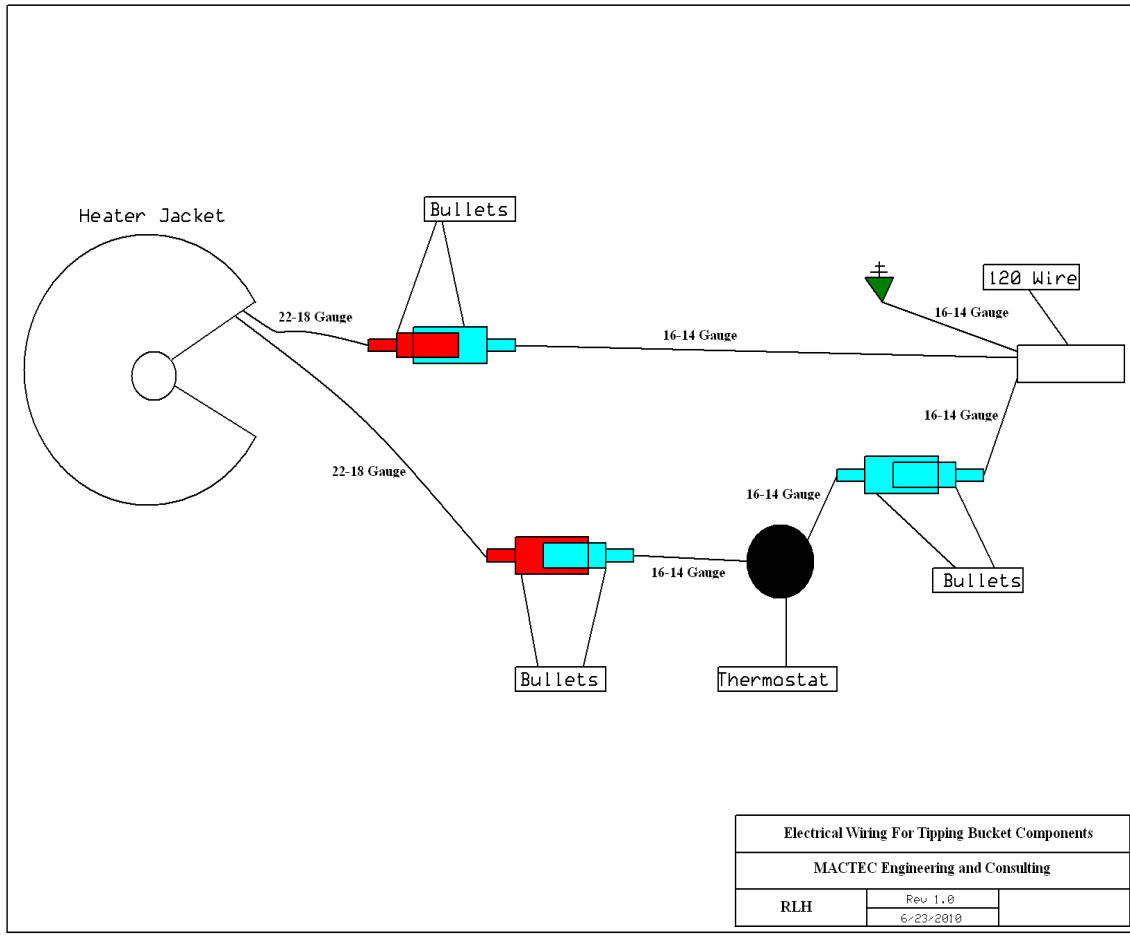 Bullets
Heater Jacket
120 Wire
16-14 Gauge
22-18 Gauge
16-14 Gauge
16-14 Gauge
22-18 Gauge
16-14 Gauge
16-14 Gauge
Bullets
Bullets
Thermostat
Electrical Wiring For Tipping Bucket Components
MACTEC Engineering and Consulting
RLH
Rev 1.0
6-23-2010